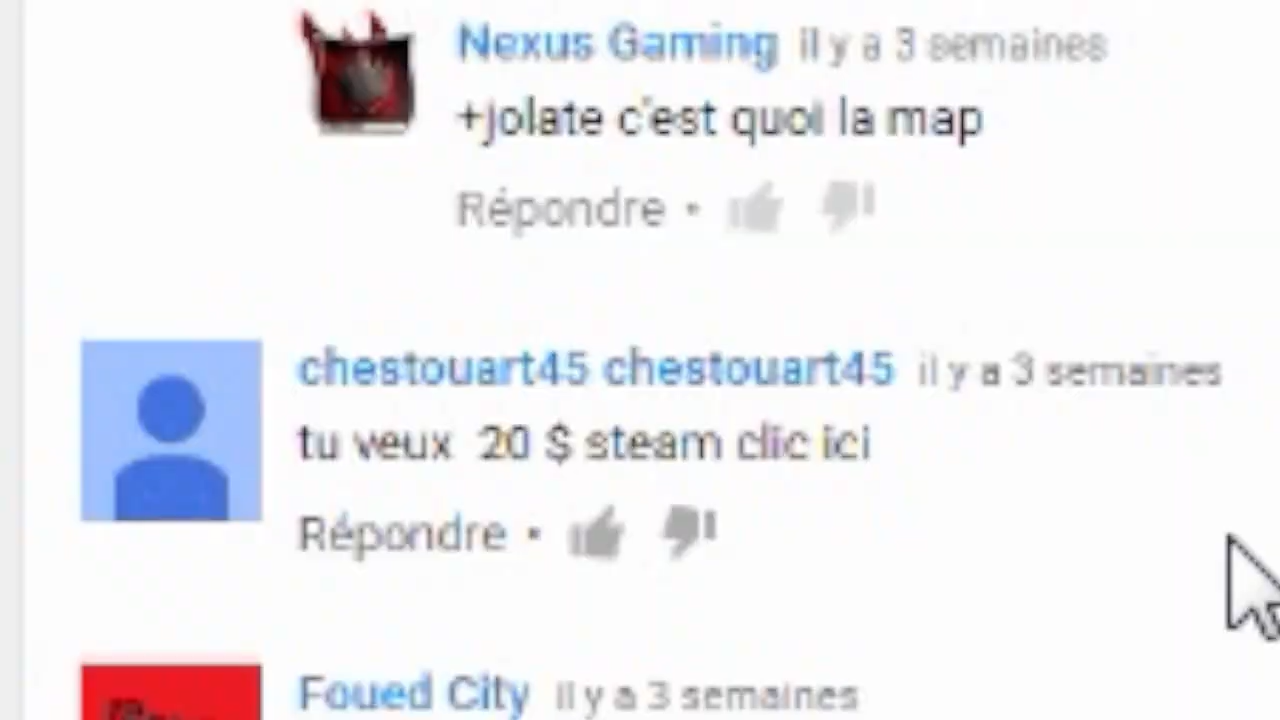 Nexus Gaming il y a 3 semaines
+jolate c'est quoi la map
Répondre •
chestouart45 chestouart45 il y a 3 semaines
tu veux 20 $ steam clic ici
Répondre •
Foued City il y a 3 semaines